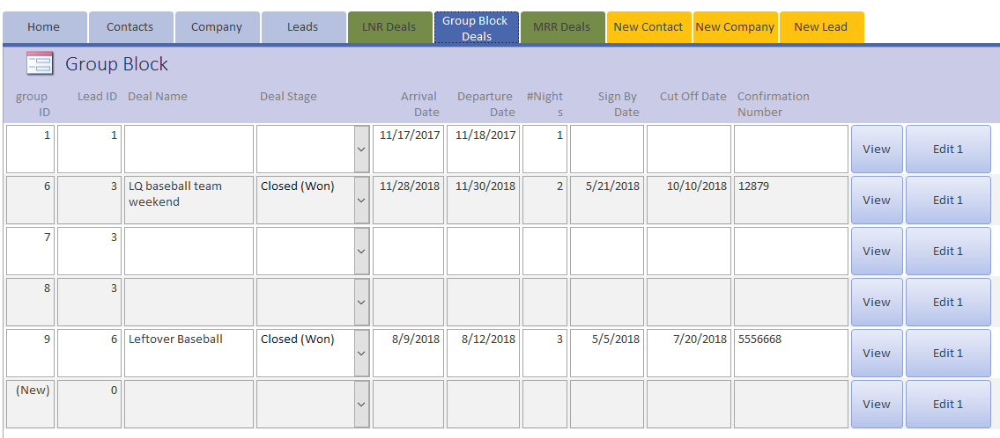 Home Contacts Company Leads LNR Deals Group Block Deals MRR Deals New Contact New Company New Lead
Group Block
group ID Lead ID Deal Name Deal Stage Arrival Date Departure Date #Nights Sign By Date Cut Off Date Confirmation Number
1 1 11/17/2017 11/18/2017 1 View Edit 1
6 3 LQ baseball team weekend Closed (Won) 11/28/2018 11/30/2018 2 5/21/2018 10/10/2018 12879 View Edit 1
7 3 View Edit 1
8 3 View Edit 1
9 6 Leftover Baseball Closed (Won) 8/9/2018 8/12/2018 3 5/5/2018 7/20/2018 5556668 View Edit 1
(New) 0 View Edit 1